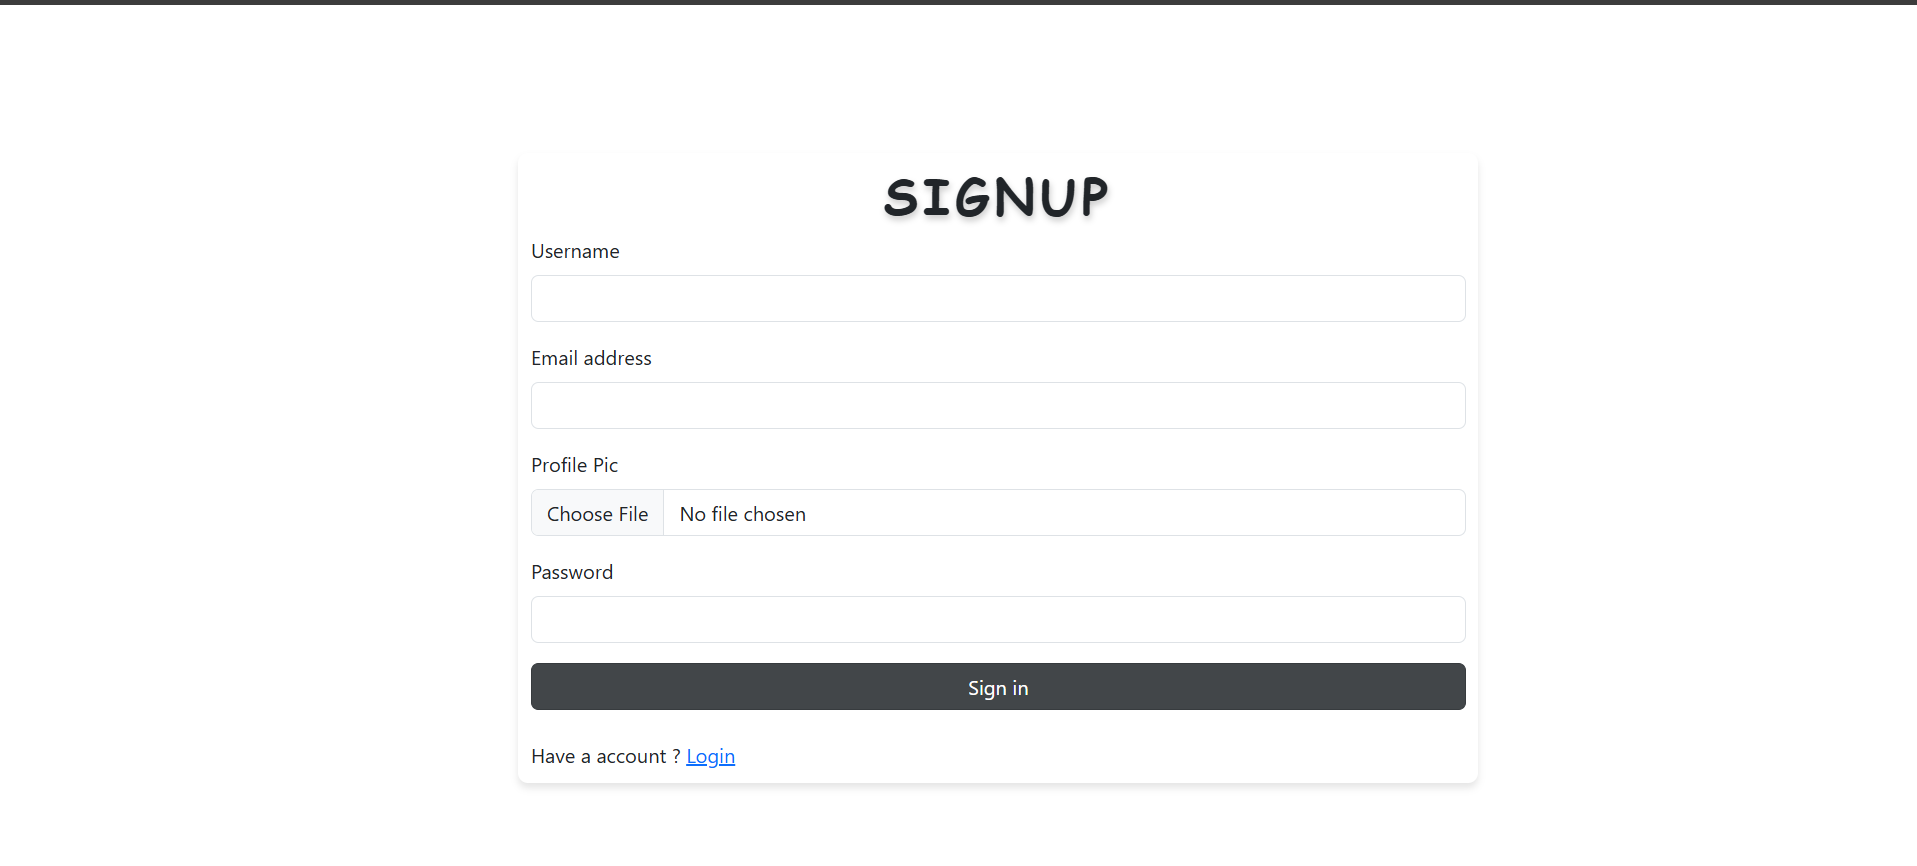 SIGNUP
Username
Email address
Profile Pic
Choose File No file chosen
Password
Sign in
Have a account ? Login